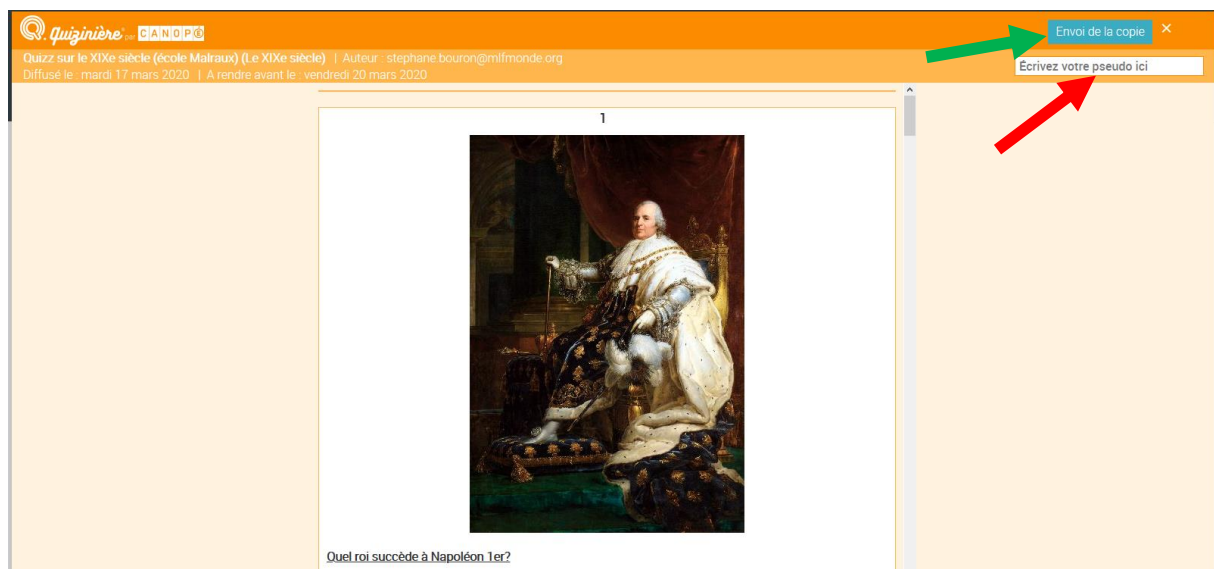 Q. Quizinière par CANOPÉ
Envoi de la copie ×
Quizz sur le XIXe siècle (école Malraux) (Le XIXe siècle) | Auteur : stephane.bouron@mlfmonde.org
Diffusé le : mardi 17 mars 2020 | A rendre avant le : vendredi 20 mars 2020
Écrivez votre pseudo ici
1
Quel roi succède à Napoléon 1er?